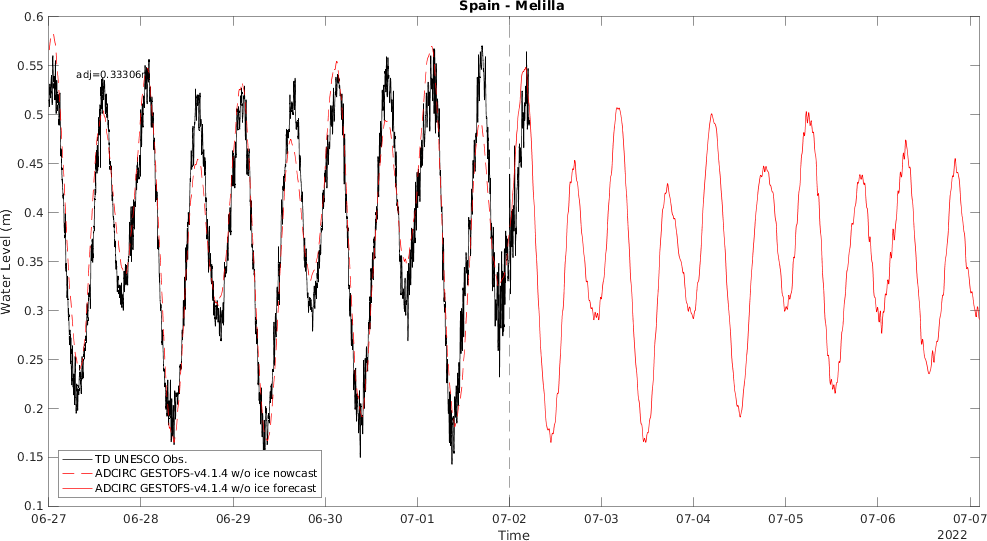 Spain - Melilla
0.6
0.55
0.5
0.45
0.4
0.35
0.3
0.25
0.2
0.15
0.1
Water Level (m)
adj=0.33306m
TD UNESCO Obs.
ADCIRC GESTOFS-v4.1.4 w/o ice nowcast
ADCIRC GESTOFS-v4.1.4 w/o ice forecast
06-27 06-28 06-29 06-30 07-01 07-02 07-03 07-04 07-05 07-06 07-07
Time
2022